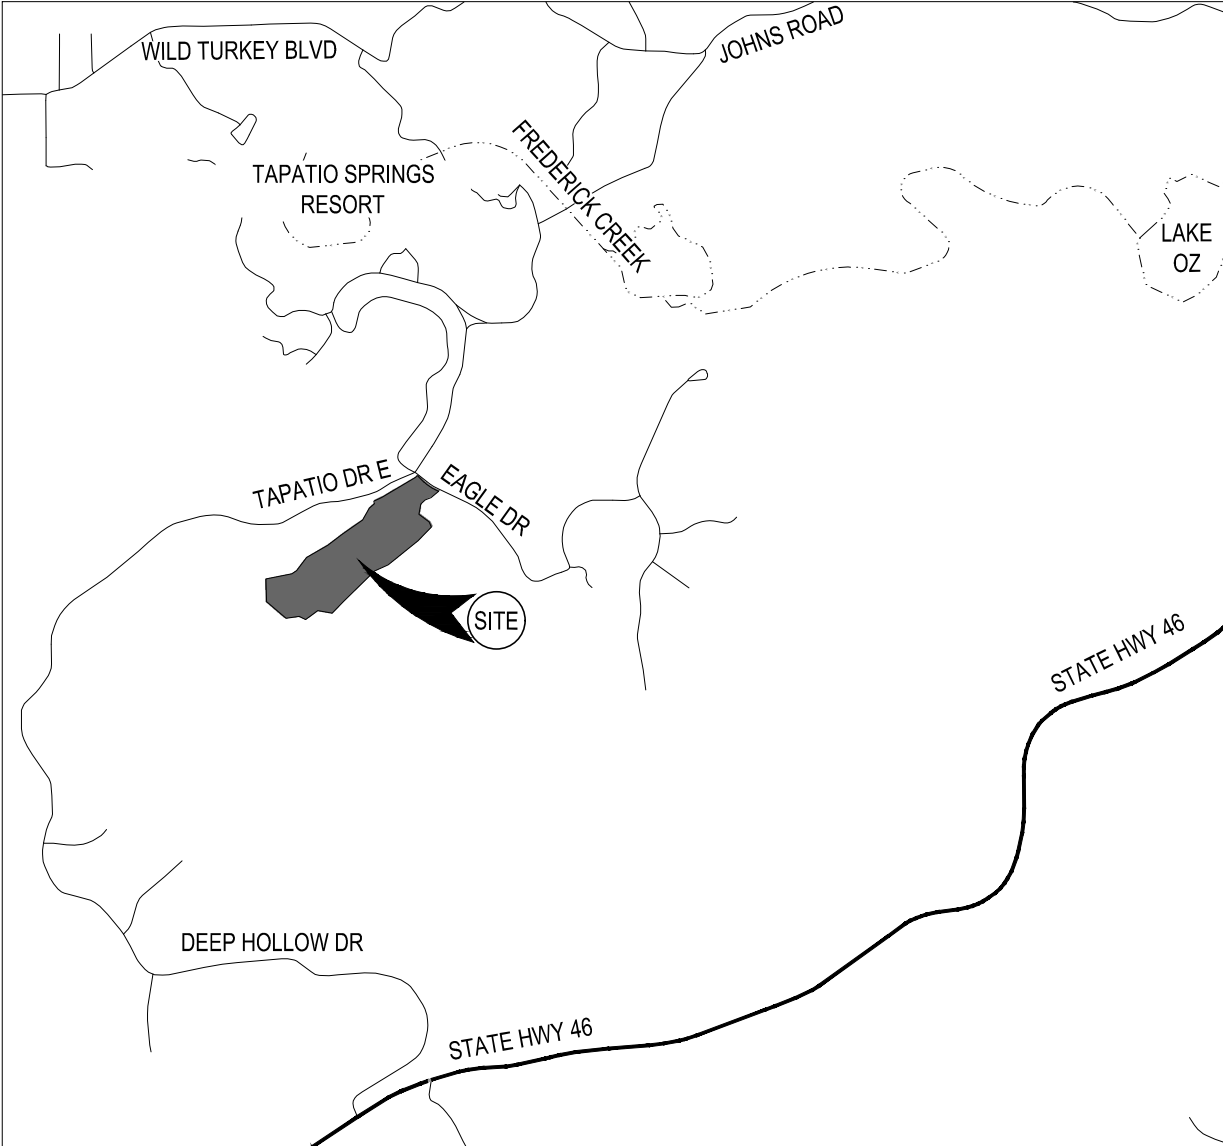 JOHNS ROAD
WILD TURKEY BLVD
FREDERICK CREEK
TAPATIO SPRINGS
RESORT
LAKE
OZ
TAPATIO DR E
EAGLE DR
SITE
STATE HWY 46
DEEP HOLLOW DR
STATE HWY 46